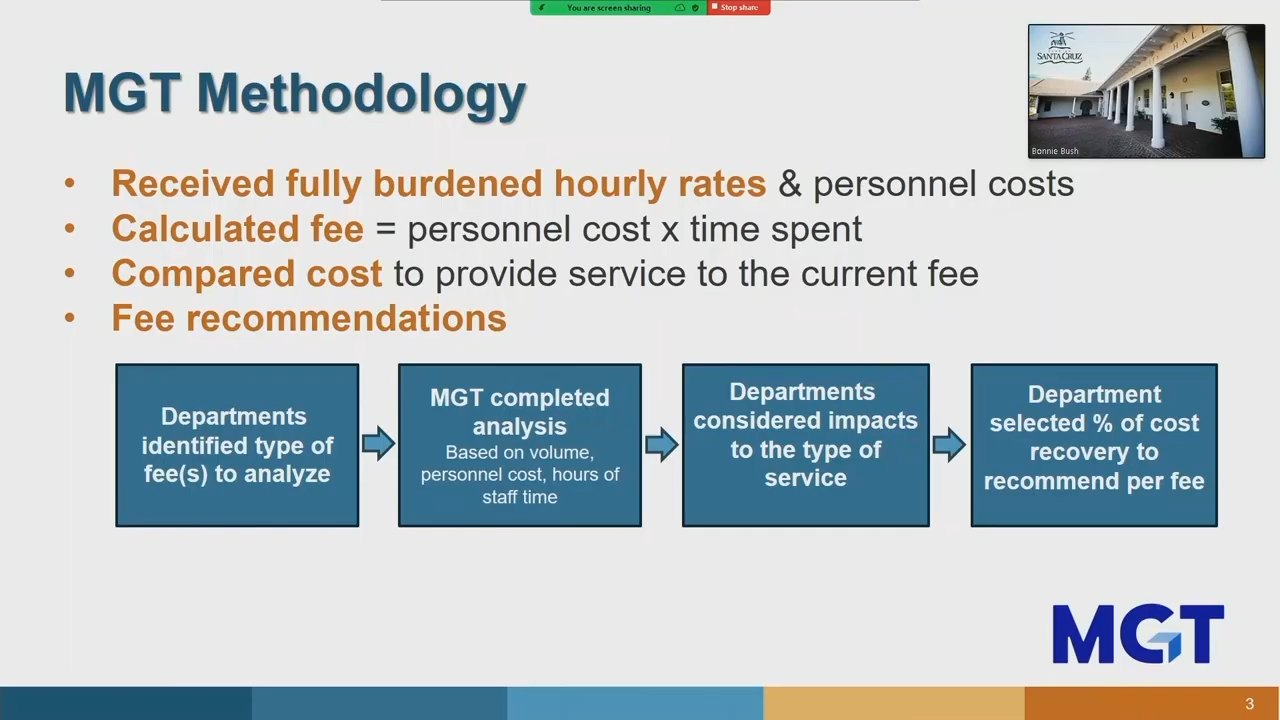 You are screen sharing
Stop share
MGT Methodology
SANTA CRUZ
HALL
Bonnie Bush
• Received fully burdened hourly rates & personnel costs
• Calculated fee = personnel cost x time spent
• Compared cost to provide service to the current fee
• Fee recommendations
Departments
identified type of
fee(s) to analyze
MGT completed
analysis
Based on volume,
personnel cost, hours of
staff time
Departments
considered impacts
to the type of
service
Department
selected % of cost
recovery to
recommend per fee
MGT
3